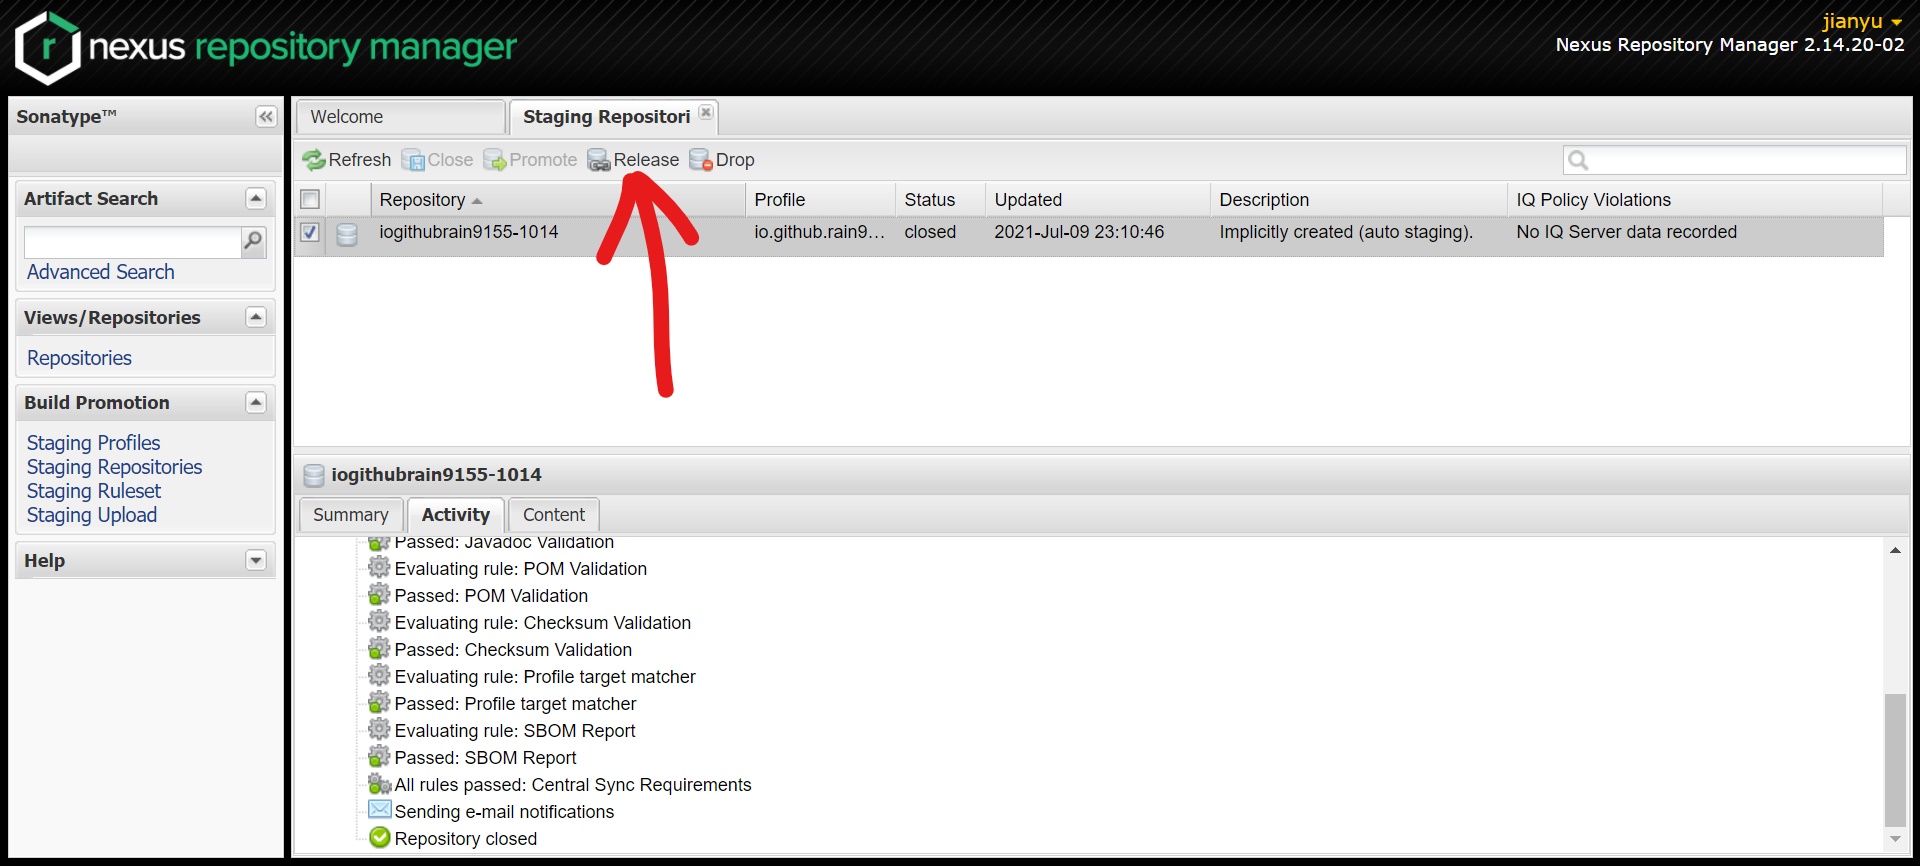 nexus repository manager
jianyu
Nexus Repository Manager 2.14.20-02
Sonatype™
Welcome
Staging Repositori
Refresh Close Promote Release Drop
Artifact Search
Advanced Search
Views/Repositories
Repositories
Build Promotion
Staging Profiles
Staging Repositories
Staging Ruleset
Staging Upload
Help
Repository Profile Status Updated Description IQ Policy Violations
iogithubrain9155-1014 io.github.rain9... closed 2021-Jul-09 23:10:46 Implicitly created (auto staging). No IQ Server data recorded
iogithubrain9155-1014
Summary Activity Content
Passed: Javadoc Validation
Evaluating rule: POM Validation
Passed: POM Validation
Evaluating rule: Checksum Validation
Passed: Checksum Validation
Evaluating rule: Profile target matcher
Passed: Profile target matcher
Evaluating rule: SBOM Report
Passed: SBOM Report
All rules passed: Central Sync Requirements
Sending e-mail notifications
Repository closed